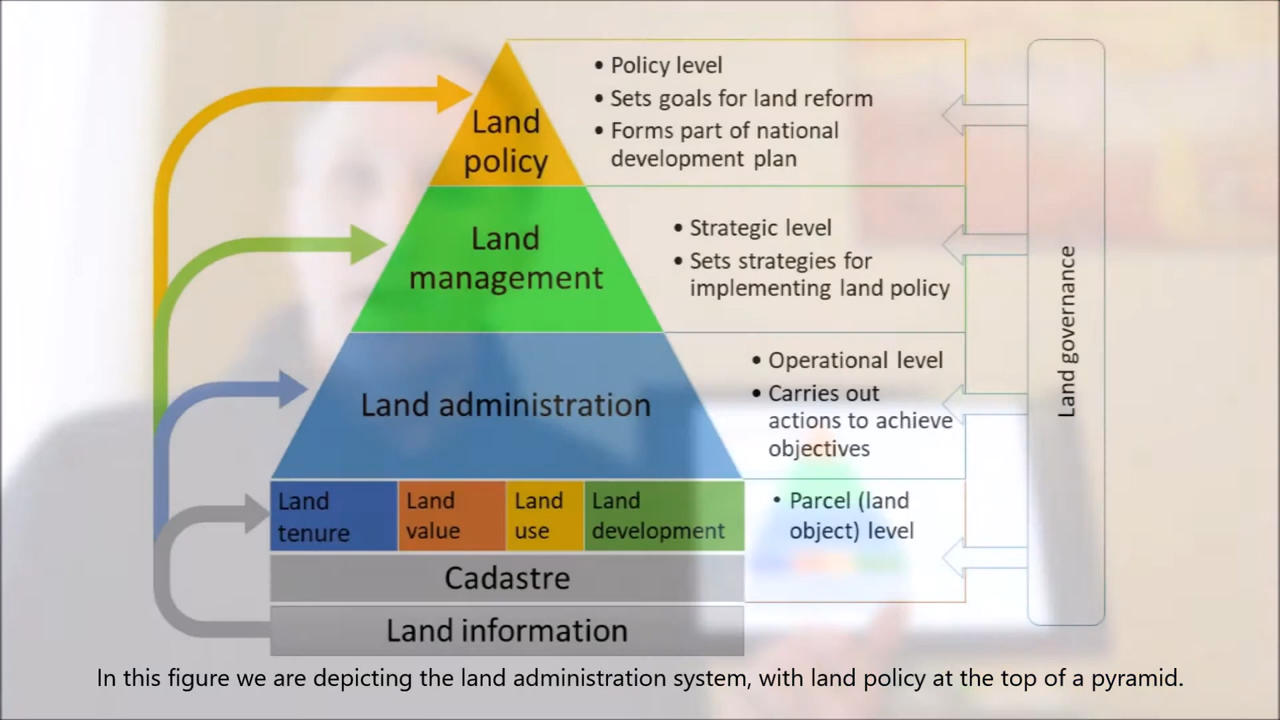 Land
policy
• Policy level
• Sets goals for land reform
• Forms part of national
development plan
Land
management
• Strategic level
• Sets strategies for
implementing land policy
Land administration
• Operational level
• Carries out
actions to achieve
objectives
Land governance
Land
tenure
Land
value
Land
use
Land
development
• Parcel (land
object) level
Cadastre
Land information
In this figure we are depicting the land administration system, with land policy at the top of a pyramid.